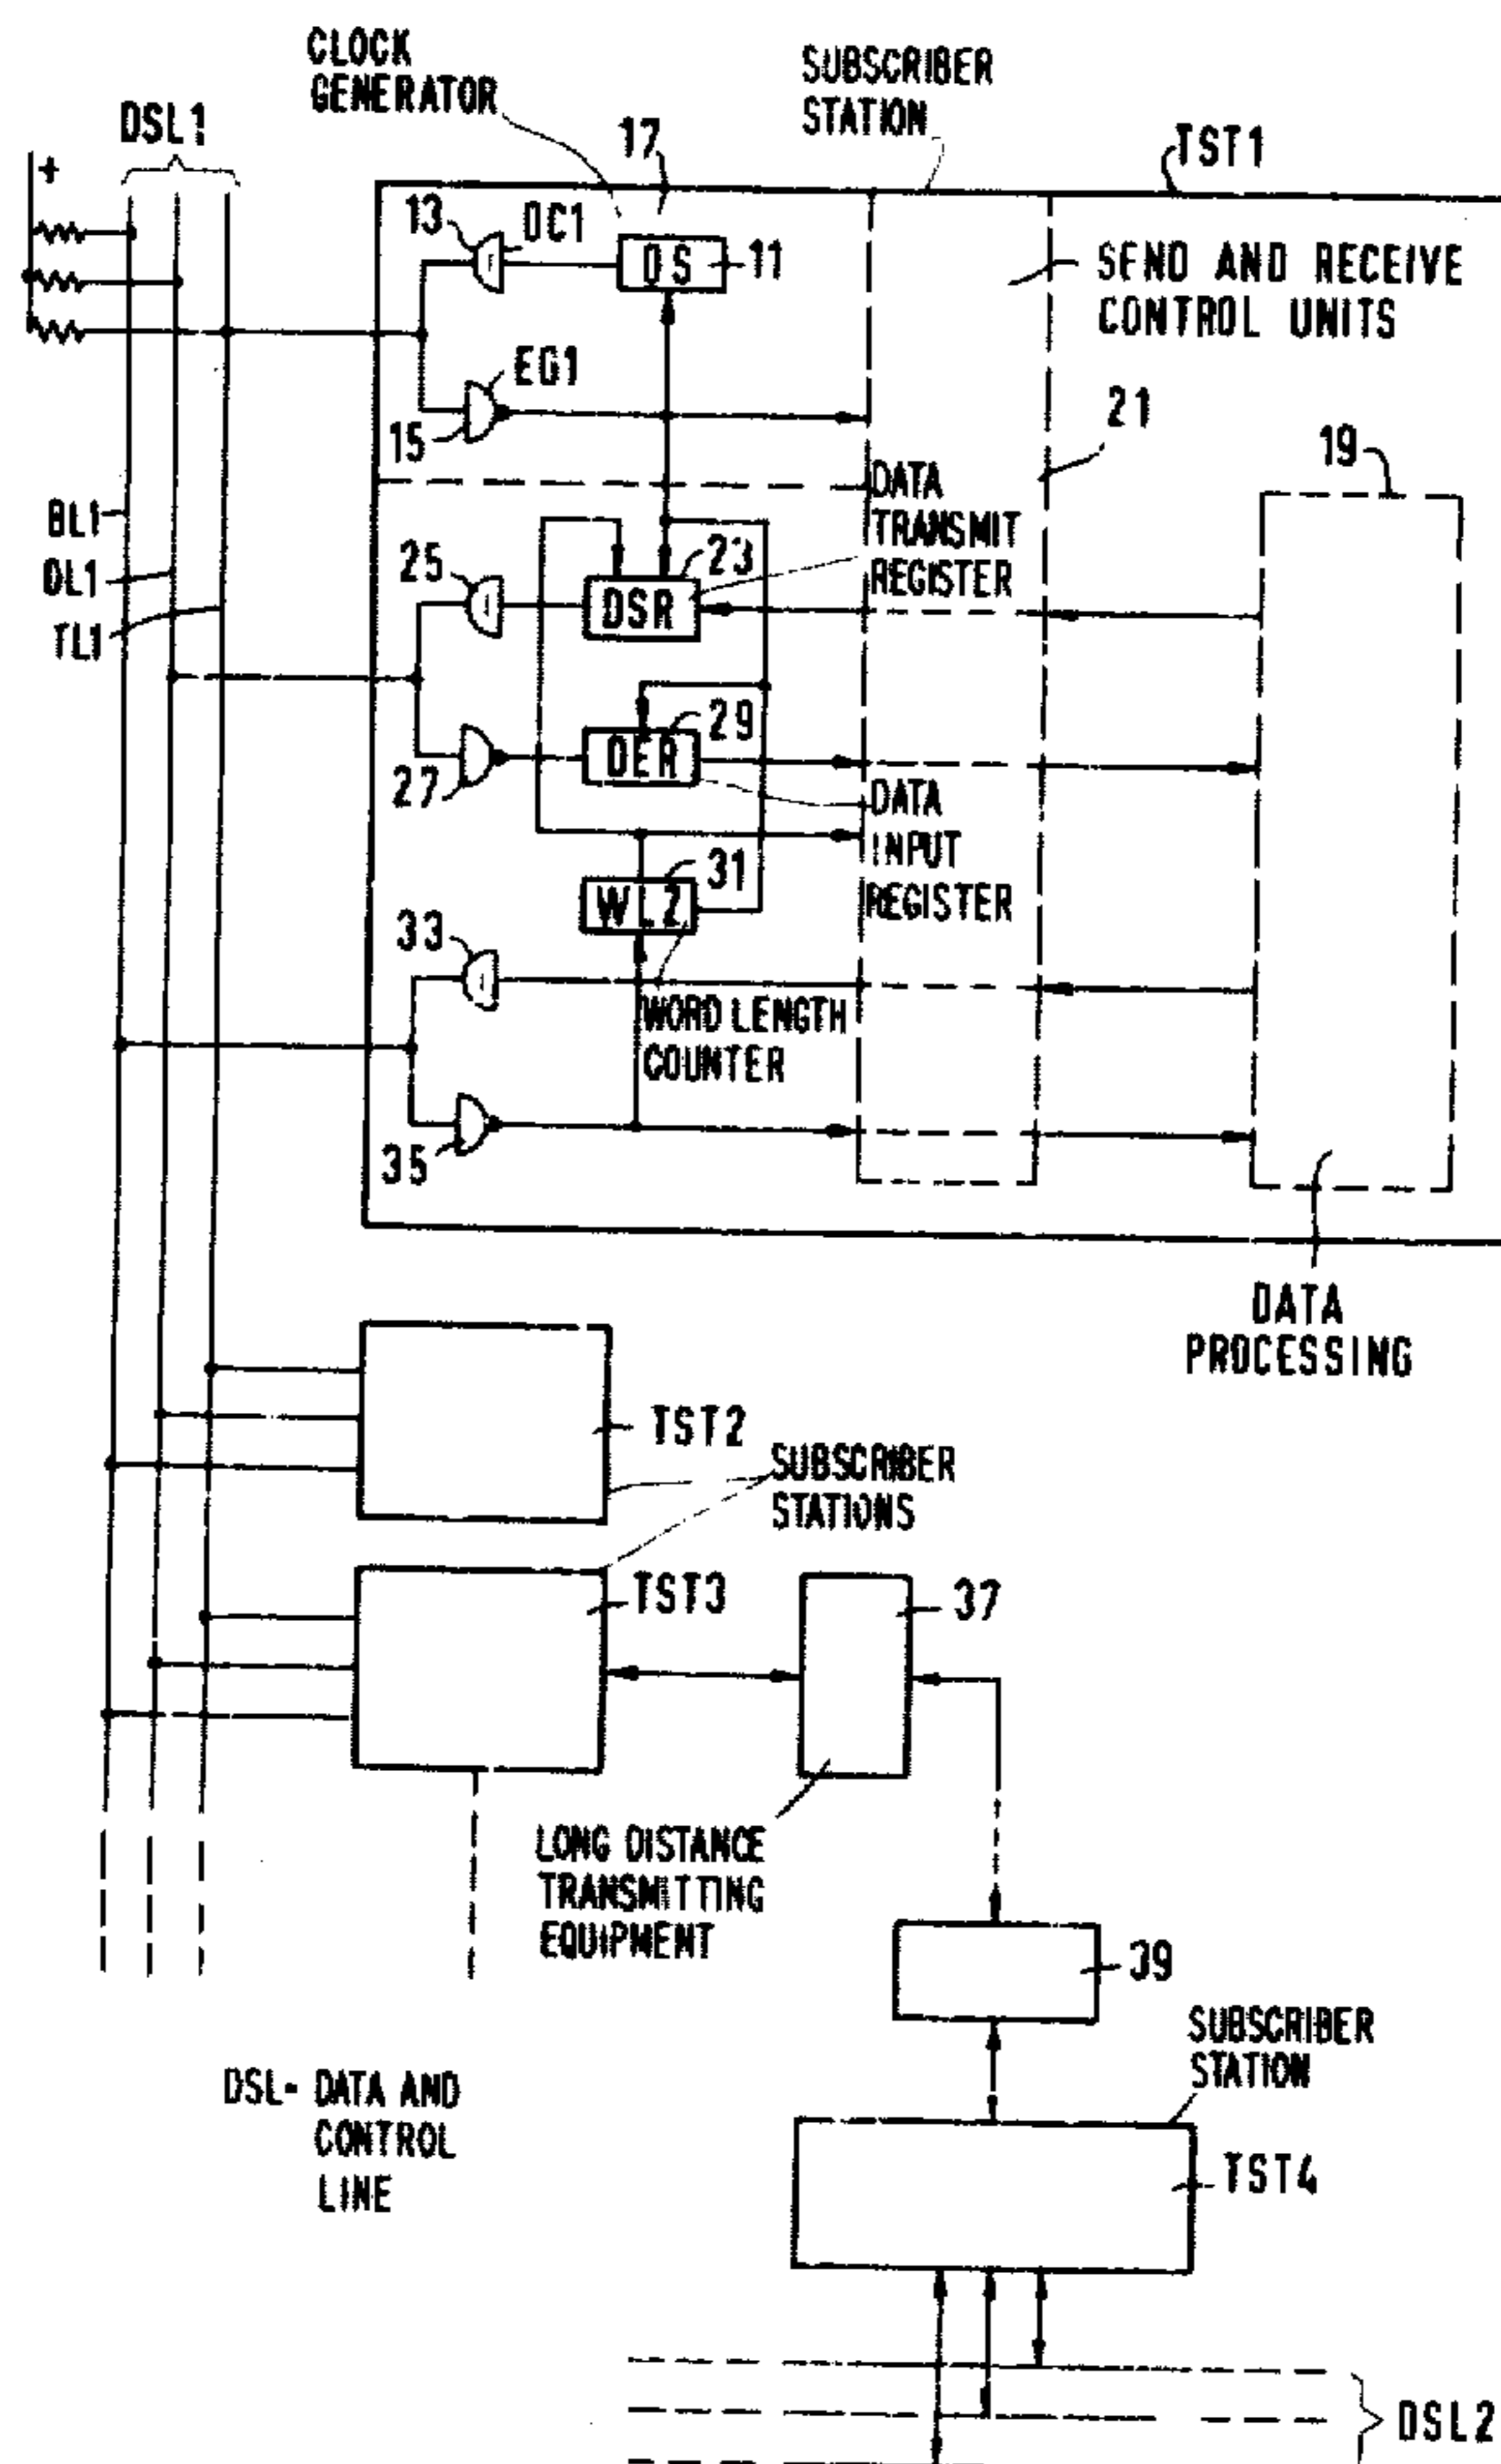 CLOCK
GENERATOR
SUBSCRIBER
STATION
DSL1
17
TST1
+
13
OC1
OS
11
SEND AND RECEIVE
CONTROL UNITS
EG1
15
21
19
DATA
TRANSMIT
REGISTER
BL1
DL1
TL1
25
23
DSR
27
29
DER
DATA
INPUT
REGISTER
31
WLZ
33
WORD LENGTH
COUNTER
35
DATA
PROCESSING
TST2
SUBSCRIBER
STATIONS
TST3
37
LONG DISTANCE
TRANSMITTING
EQUIPMENT
39
SUBSCRIBER
STATION
DSL- DATA AND
CONTROL
LINE
TST4
DSL2